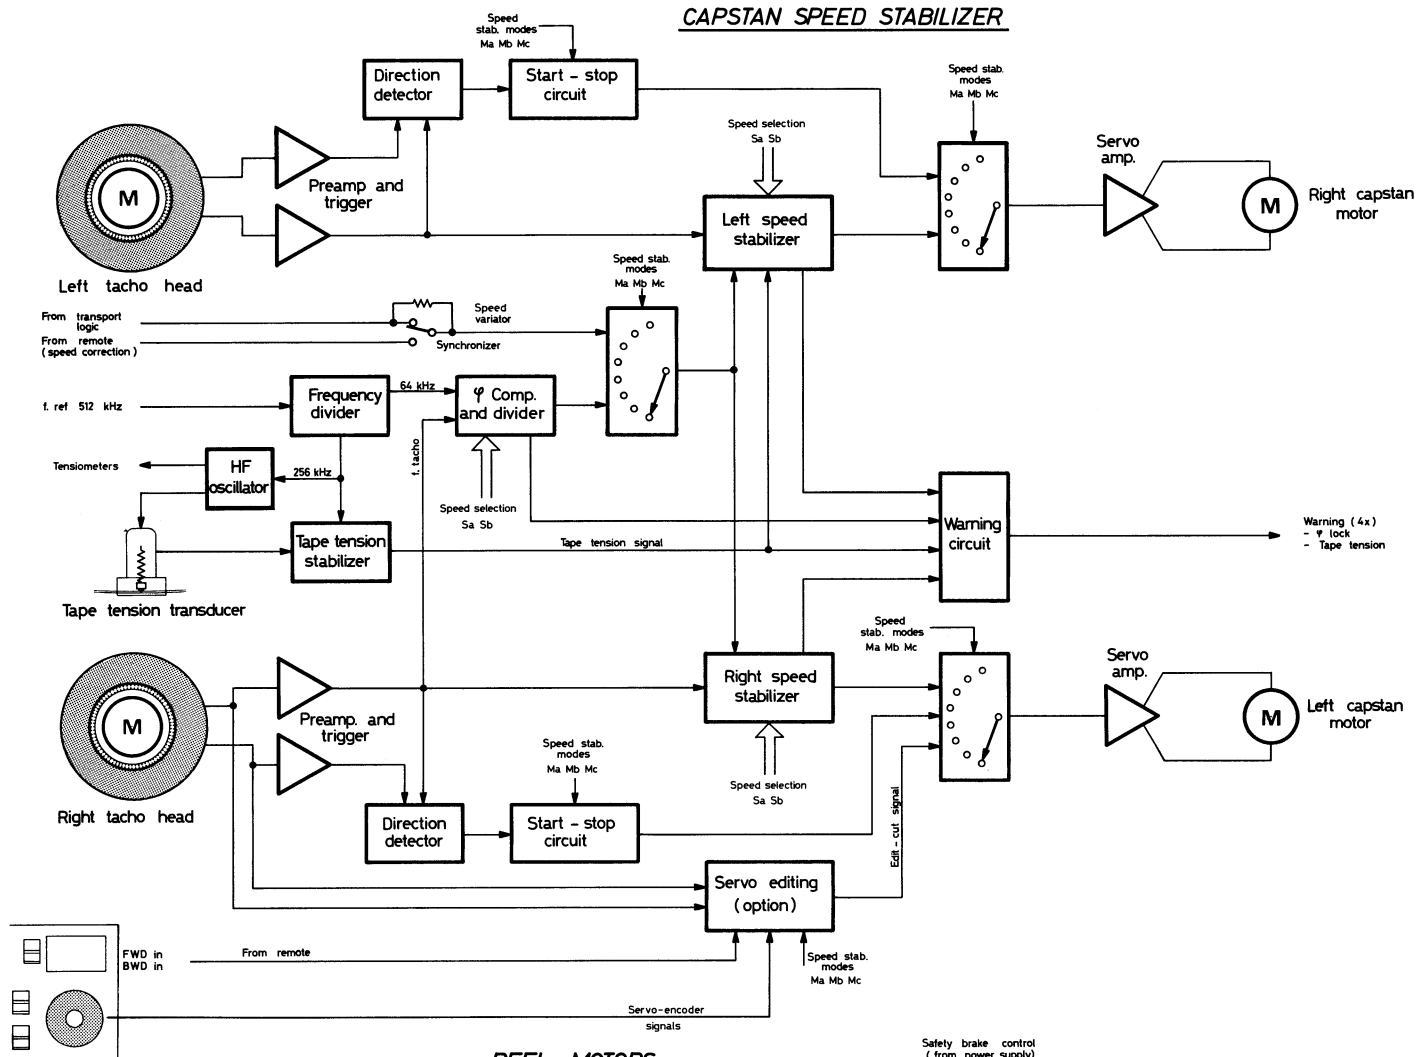 CAPSTAN SPEED STABILIZER
Speed
stab. modes
Ma Mb Mc
Direction
detector
Start - stop
circuit
Speed stab.
modes
Ma Mb Mc
Speed selection
Sa Sb
Servo
amp.
M
Preamp and
trigger
Left speed
stabilizer
M
Right capstan
motor
Left tacho head
Speed stab.
modes
Ma Mb Mc
From transport
logic
Speed
variator
From remote
(speed correction)
Synchronizer
f. ref 512 kHz
Frequency
divider
64 kHz
φ Comp.
and divider
f. tacho
Tensiometers
HF
oscillator
256 kHz
Speed selection
Sa Sb
Tape tension
stabilizer
Tape tension signal
Warning
circuit
Warning (4x)
- φ lock
- Tape tension
Tape tension transducer
Speed
stab. modes
Ma Mb Mc
Servo
amp.
M
Preamp. and
trigger
Right speed
stabilizer
M
Left capstan
motor
Right tacho head
Speed stab.
modes
Ma Mb Mc
Speed selection
Sa Sb
Direction
detector
Start - stop
circuit
Edit - cut signal
Servo editing
(option)
FWD in
BWD in
From remote
Speed stab.
modes
Ma Mb Mc
Servo-encoder
signals
REEL MOTORS
Safety brake control
(from power supply)